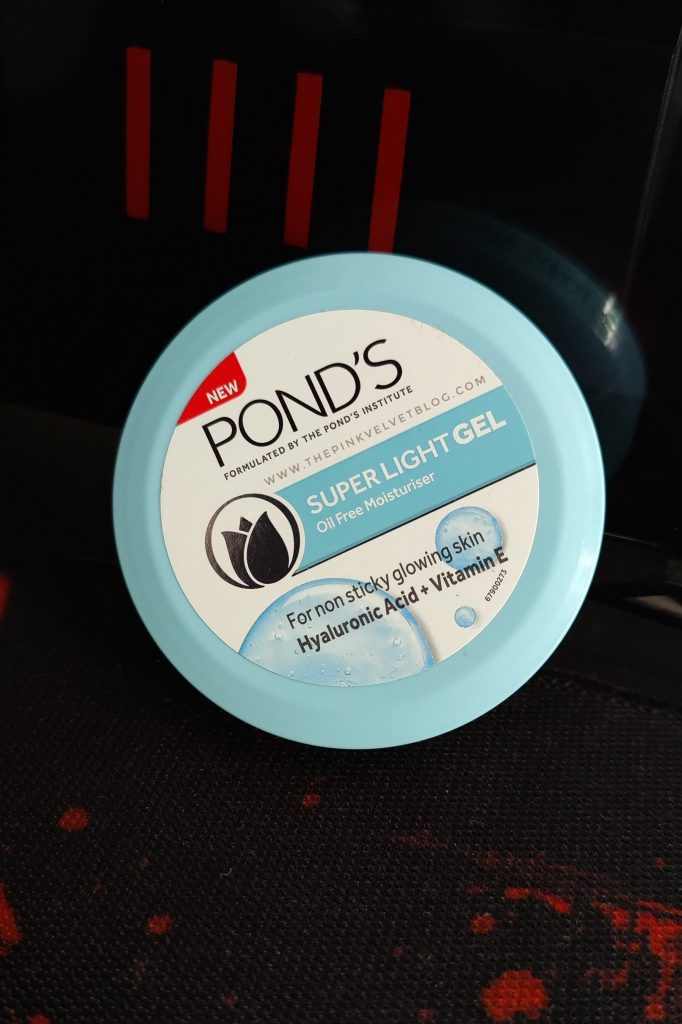 NEW
POND'S
FORMULATED BY THE POND'S INSTITUTE
WWW.THEPINKVELVETBLOG.COM
SUPER LIGHT GEL
Oil Free Moisturiser
For non sticky glowing skin
Hyaluronic Acid + Vitamin E
67900273